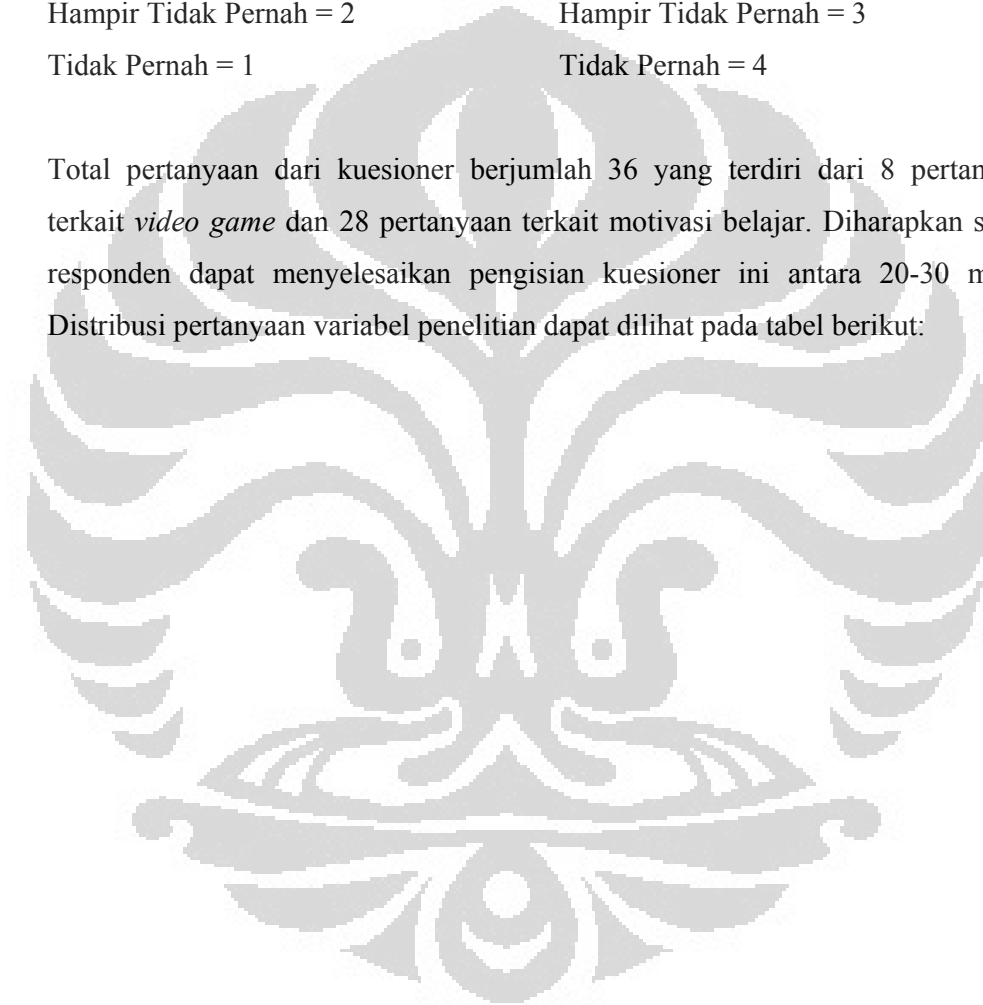 Hampir Tidak Pernah = 2 Hampir Tidak Pernah = 3
Tidak Pernah = 1 Tidak Pernah = 4
Total pertanyaan dari kuesioner berjumlah 36 yang terdiri dari 8
terkait video game dan 28 pertanyaan terkait motivasi belajar. Diharapkan
responden dapat menyelesaikan pengisian kuesioner ini antara 20-30
Distribusi pertanyaan variabel penelitian dapat dilihat pada tabel berikut: